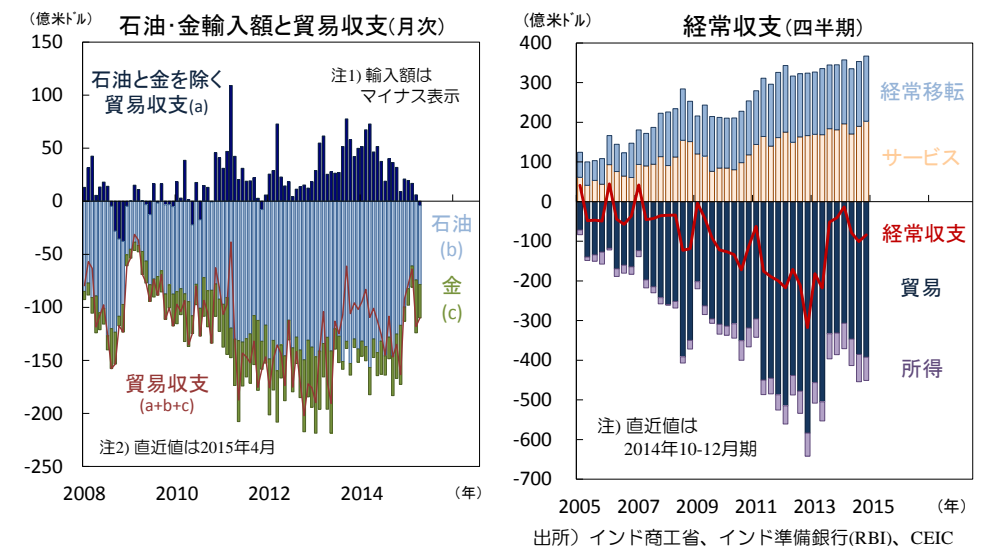 石油･金輸入額と貿易収支(月次)
(億米ﾄﾞﾙ)
150
100
50
0
-50
-100
-150
-200
-250
石油と金を除く
貿易収支(a)
注1) 輸入額は
マイナス表示
石油
(b)
金
(c)
貿易収支
(a+b+c)
注2) 直近値は2015年4月
2008 2010 2012 2014 (年)
経常収支(四半期)
(億米ﾄﾞﾙ)
400
300
200
100
0
-100
-200
-300
-400
-500
-600
-700
経常移転
サービス
経常収支
貿易
所得
注) 直近値は
2014年10-12月期
2005 2007 2009 2011 2013 2015 (年)
出所）インド商工省、インド準備銀行(RBI)、CEIC